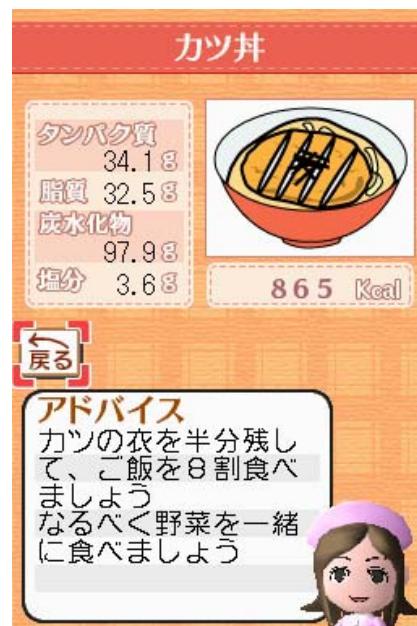 カツ丼
タンパク質
34.1g
脂質 32.5g
炭水化物
97.9g
塩分 3.6g
865 Kcal
戻る
アドバイス
カツの衣を半分残し
て、ご飯を8割食べ
ましょう
なるべく野菜を一緒
に食べましょう